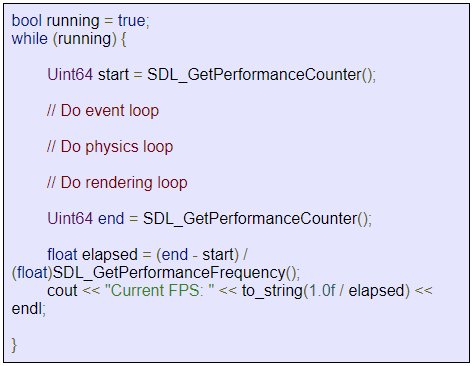 bool running = true;
while (running) {
Uint64 start = SDL_GetPerformanceCounter();
// Do event loop
// Do physics loop
// Do rendering loop
Uint64 end = SDL_GetPerformanceCounter();
float elapsed = (end - start) /
(float)SDL_GetPerformanceFrequency();
cout << "Current FPS: " << to_string(1.0f / elapsed) <<
endl;
}